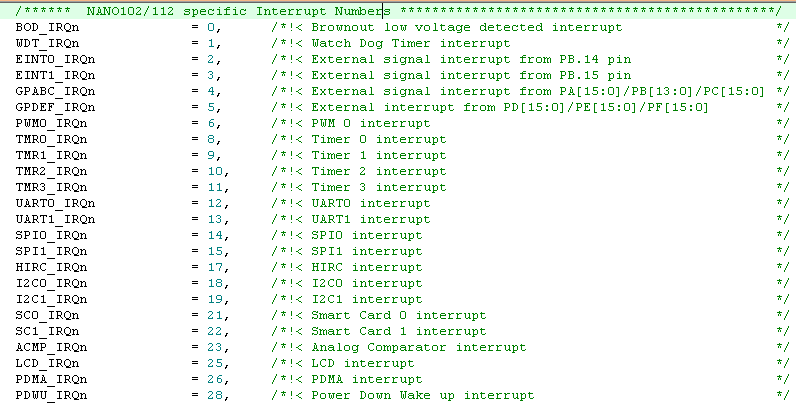 /******  NANO102/112 specific Interrupt Numbers ***********************************************/
BOD_IRQn = 0, /*!< Brownout low voltage detected interrupt */
WDT_IRQn = 1, /*!< Watch Dog Timer interrupt */
EINT0_IRQn = 2, /*!< External signal interrupt from PB.14 pin */
EINT1_IRQn = 3, /*!< External signal interrupt from PB.15 pin */
GPABC_IRQn = 4, /*!< External signal interrupt from PA[15:0]/PB[13:0]/PC[15:0] */
GPDEF_IRQn = 5, /*!< External interrupt from PD[15:0]/PE[15:0]/PF[15:0] */
PWM0_IRQn = 6, /*!< PWM 0 interrupt */
TMR0_IRQn = 8, /*!< Timer 0 interrupt */
TMR1_IRQn = 9, /*!< Timer 1 interrupt */
TMR2_IRQn = 10, /*!< Timer 2 interrupt */
TMR3_IRQn = 11, /*!< Timer 3 interrupt */
UART0_IRQn = 12, /*!< UART0 interrupt */
UART1_IRQn = 13, /*!< UART1 interrupt */
SPI0_IRQn = 14, /*!< SPI0 interrupt */
SPI1_IRQn = 15, /*!< SPI1 interrupt */
HIRC_IRQn = 17, /*!< HIRC interrupt */
I2C0_IRQn = 18, /*!< I2C0 interrupt */
I2C1_IRQn = 19, /*!< I2C1 interrupt */
SC0_IRQn = 21, /*!< Smart Card 0 interrupt */
SC1_IRQn = 22, /*!< Smart Card 1 interrupt */
ACMP_IRQn = 23, /*!< Analog Comparator interrupt */
LCD_IRQn = 25, /*!< LCD interrupt */
PDMA_IRQn = 26, /*!< PDMA interrupt */
PDWU_IRQn = 28, /*!< Power Down Wake up interrupt */